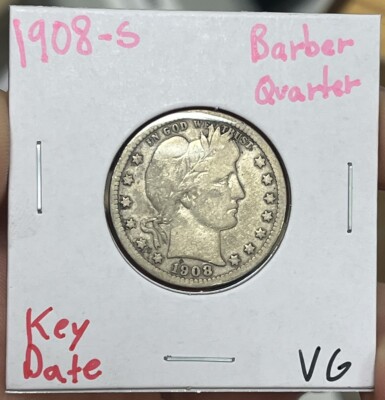 1908-S
Barber
Quarter
IN GOD WE TRUST
1908
Key
Date
VG